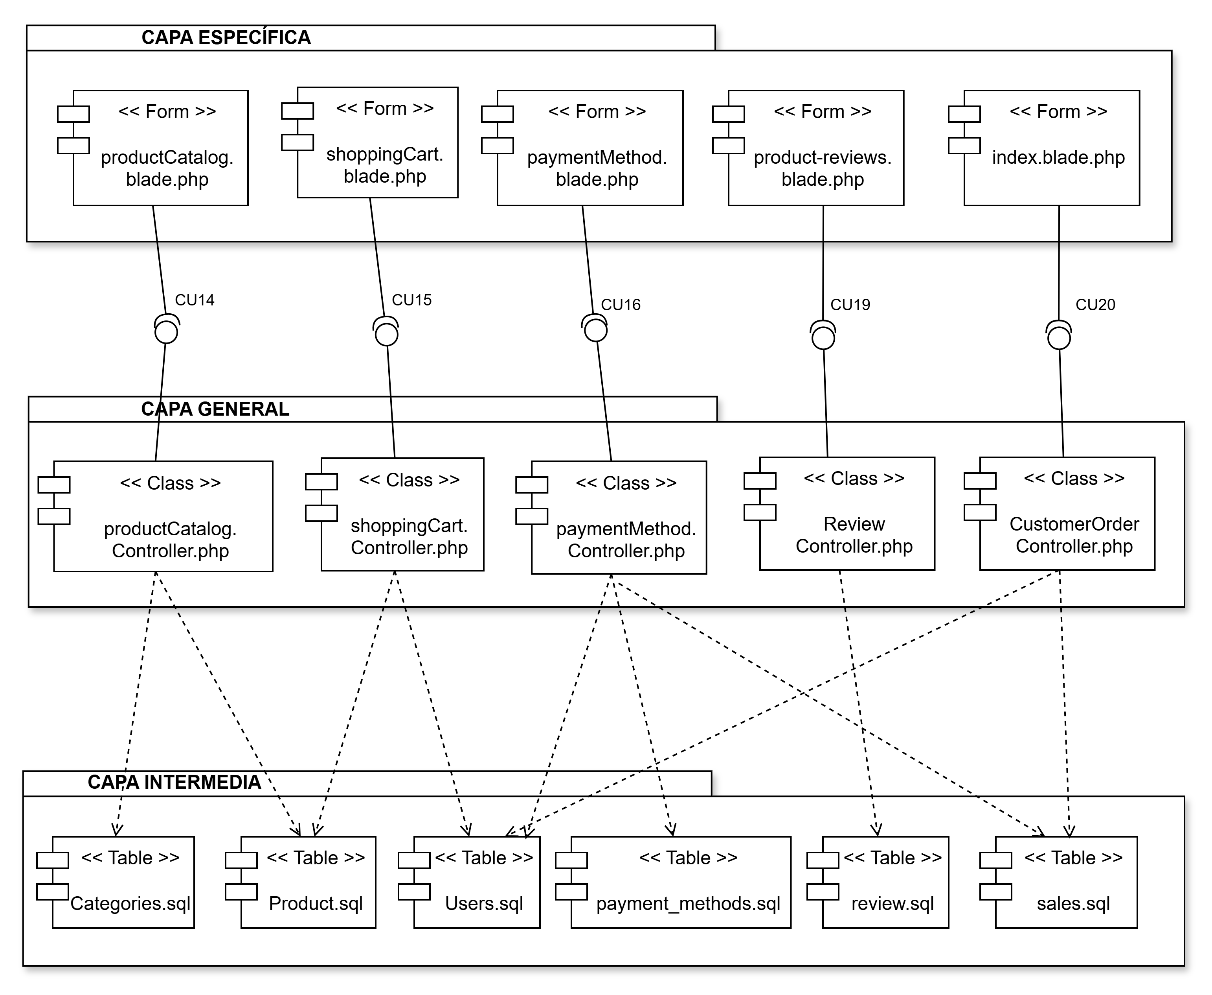 CAPA ESPECÍFICA
<< Form >>
productCatalog.
blade.php
<< Form >>
shoppingCart.
blade.php
<< Form >>
paymentMethod.
blade.php
<< Form >>
product-reviews.
blade.php
<< Form >>
index.blade.php
CU14
CU15
CU16
CU19
CU20
CAPA GENERAL
<< Class >>
productCatalog.
Controller.php
<< Class >>
shoppingCart.
Controller.php
<< Class >>
paymentMethod.
Controller.php
<< Class >>
Review
Controller.php
<< Class >>
CustomerOrder
Controller.php
CAPA INTERMEDIA
<< Table >>
Categories.sql
<< Table >>
Product.sql
<< Table >>
Users.sql
<< Table >>
payment_methods.sql
<< Table >>
review.sql
<< Table >>
sales.sql